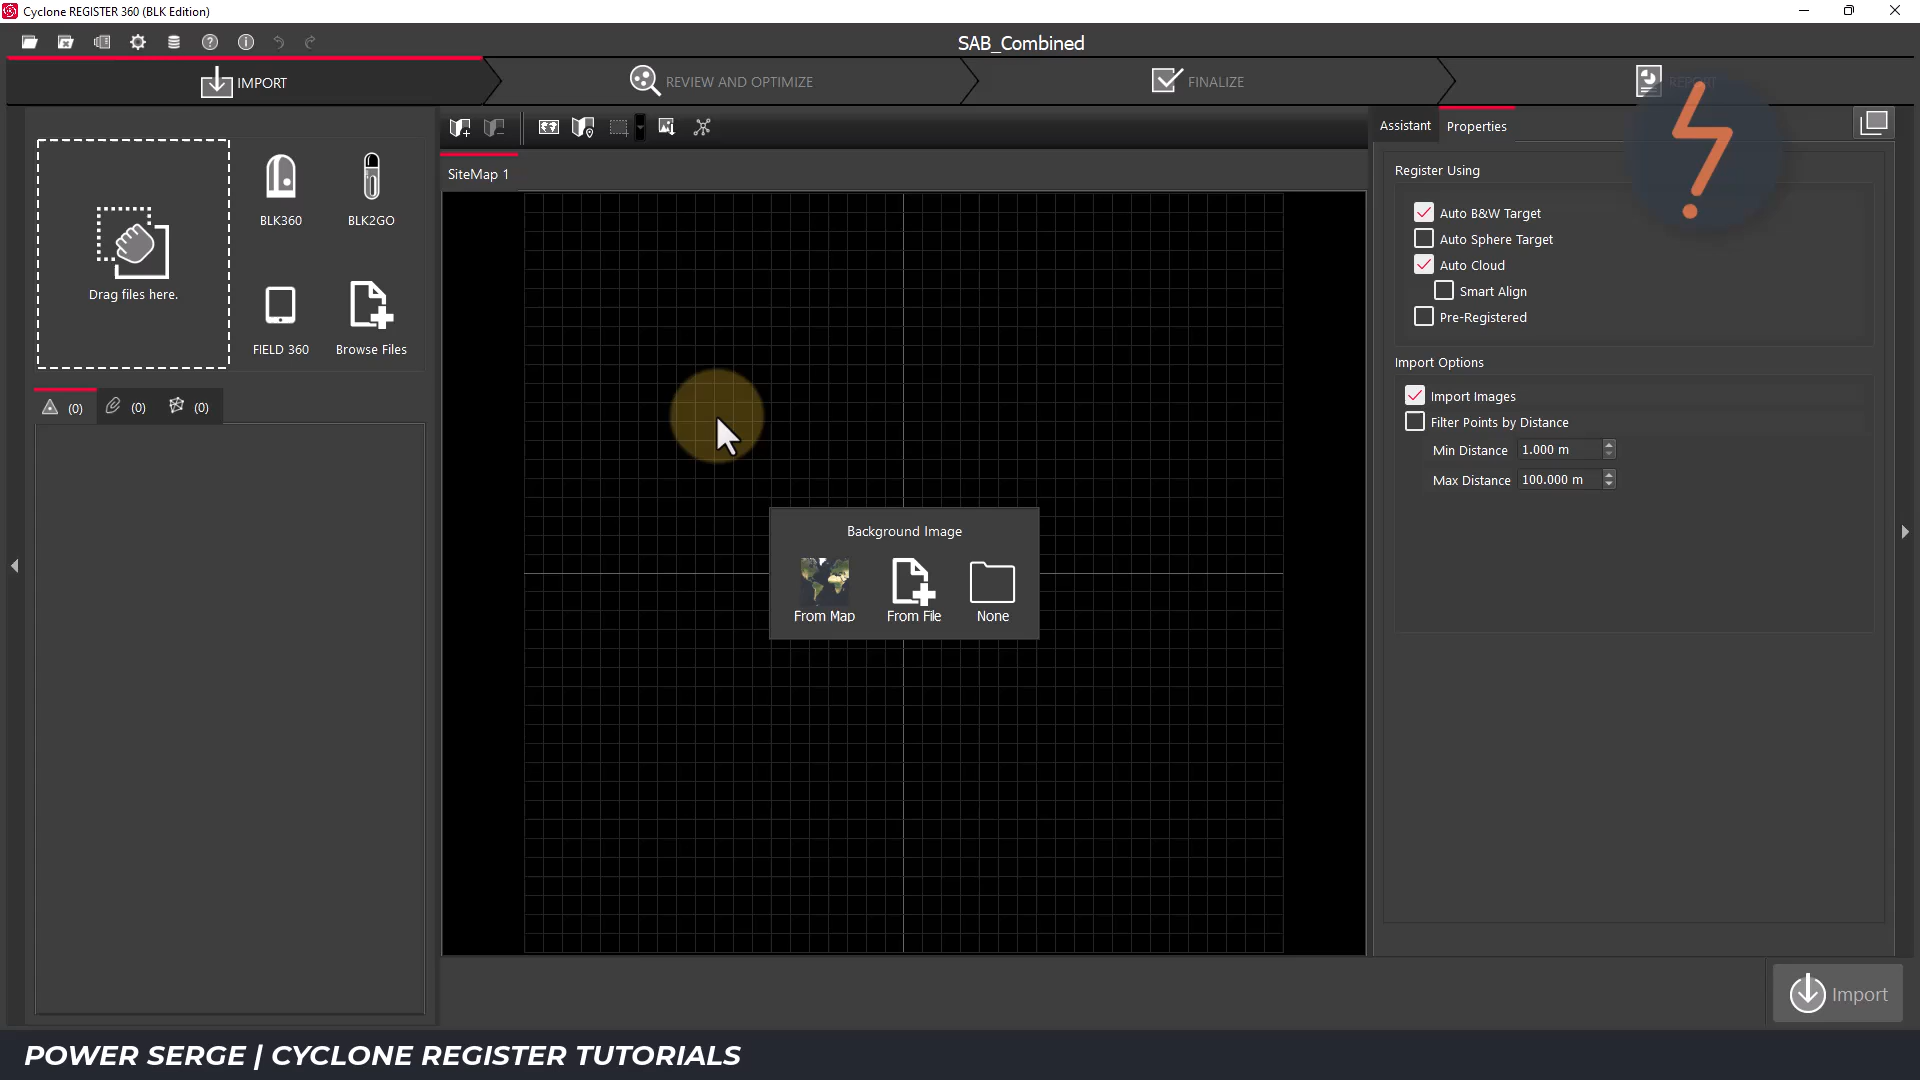 Cyclone REGISTER 360 (BLK Edition)
SAB_Combined
IMPORT
REVIEW AND OPTIMIZE
FINALIZE
REPORT
Drag files here.
BLK360
BLK2GO
FIELD 360
Browse Files
(0)
(0)
(0)
SiteMap 1
Background Image
From Map
From File
None
Assistant
Properties
Register Using
Auto B&W Target
Auto Sphere Target
Auto Cloud
Smart Align
Pre-Registered
Import Options
Import Images
Filter Points by Distance
Min Distance 1.000 m
Max Distance 100.000 m
Import
POWER SERGE | CYCLONE REGISTER TUTORIALS